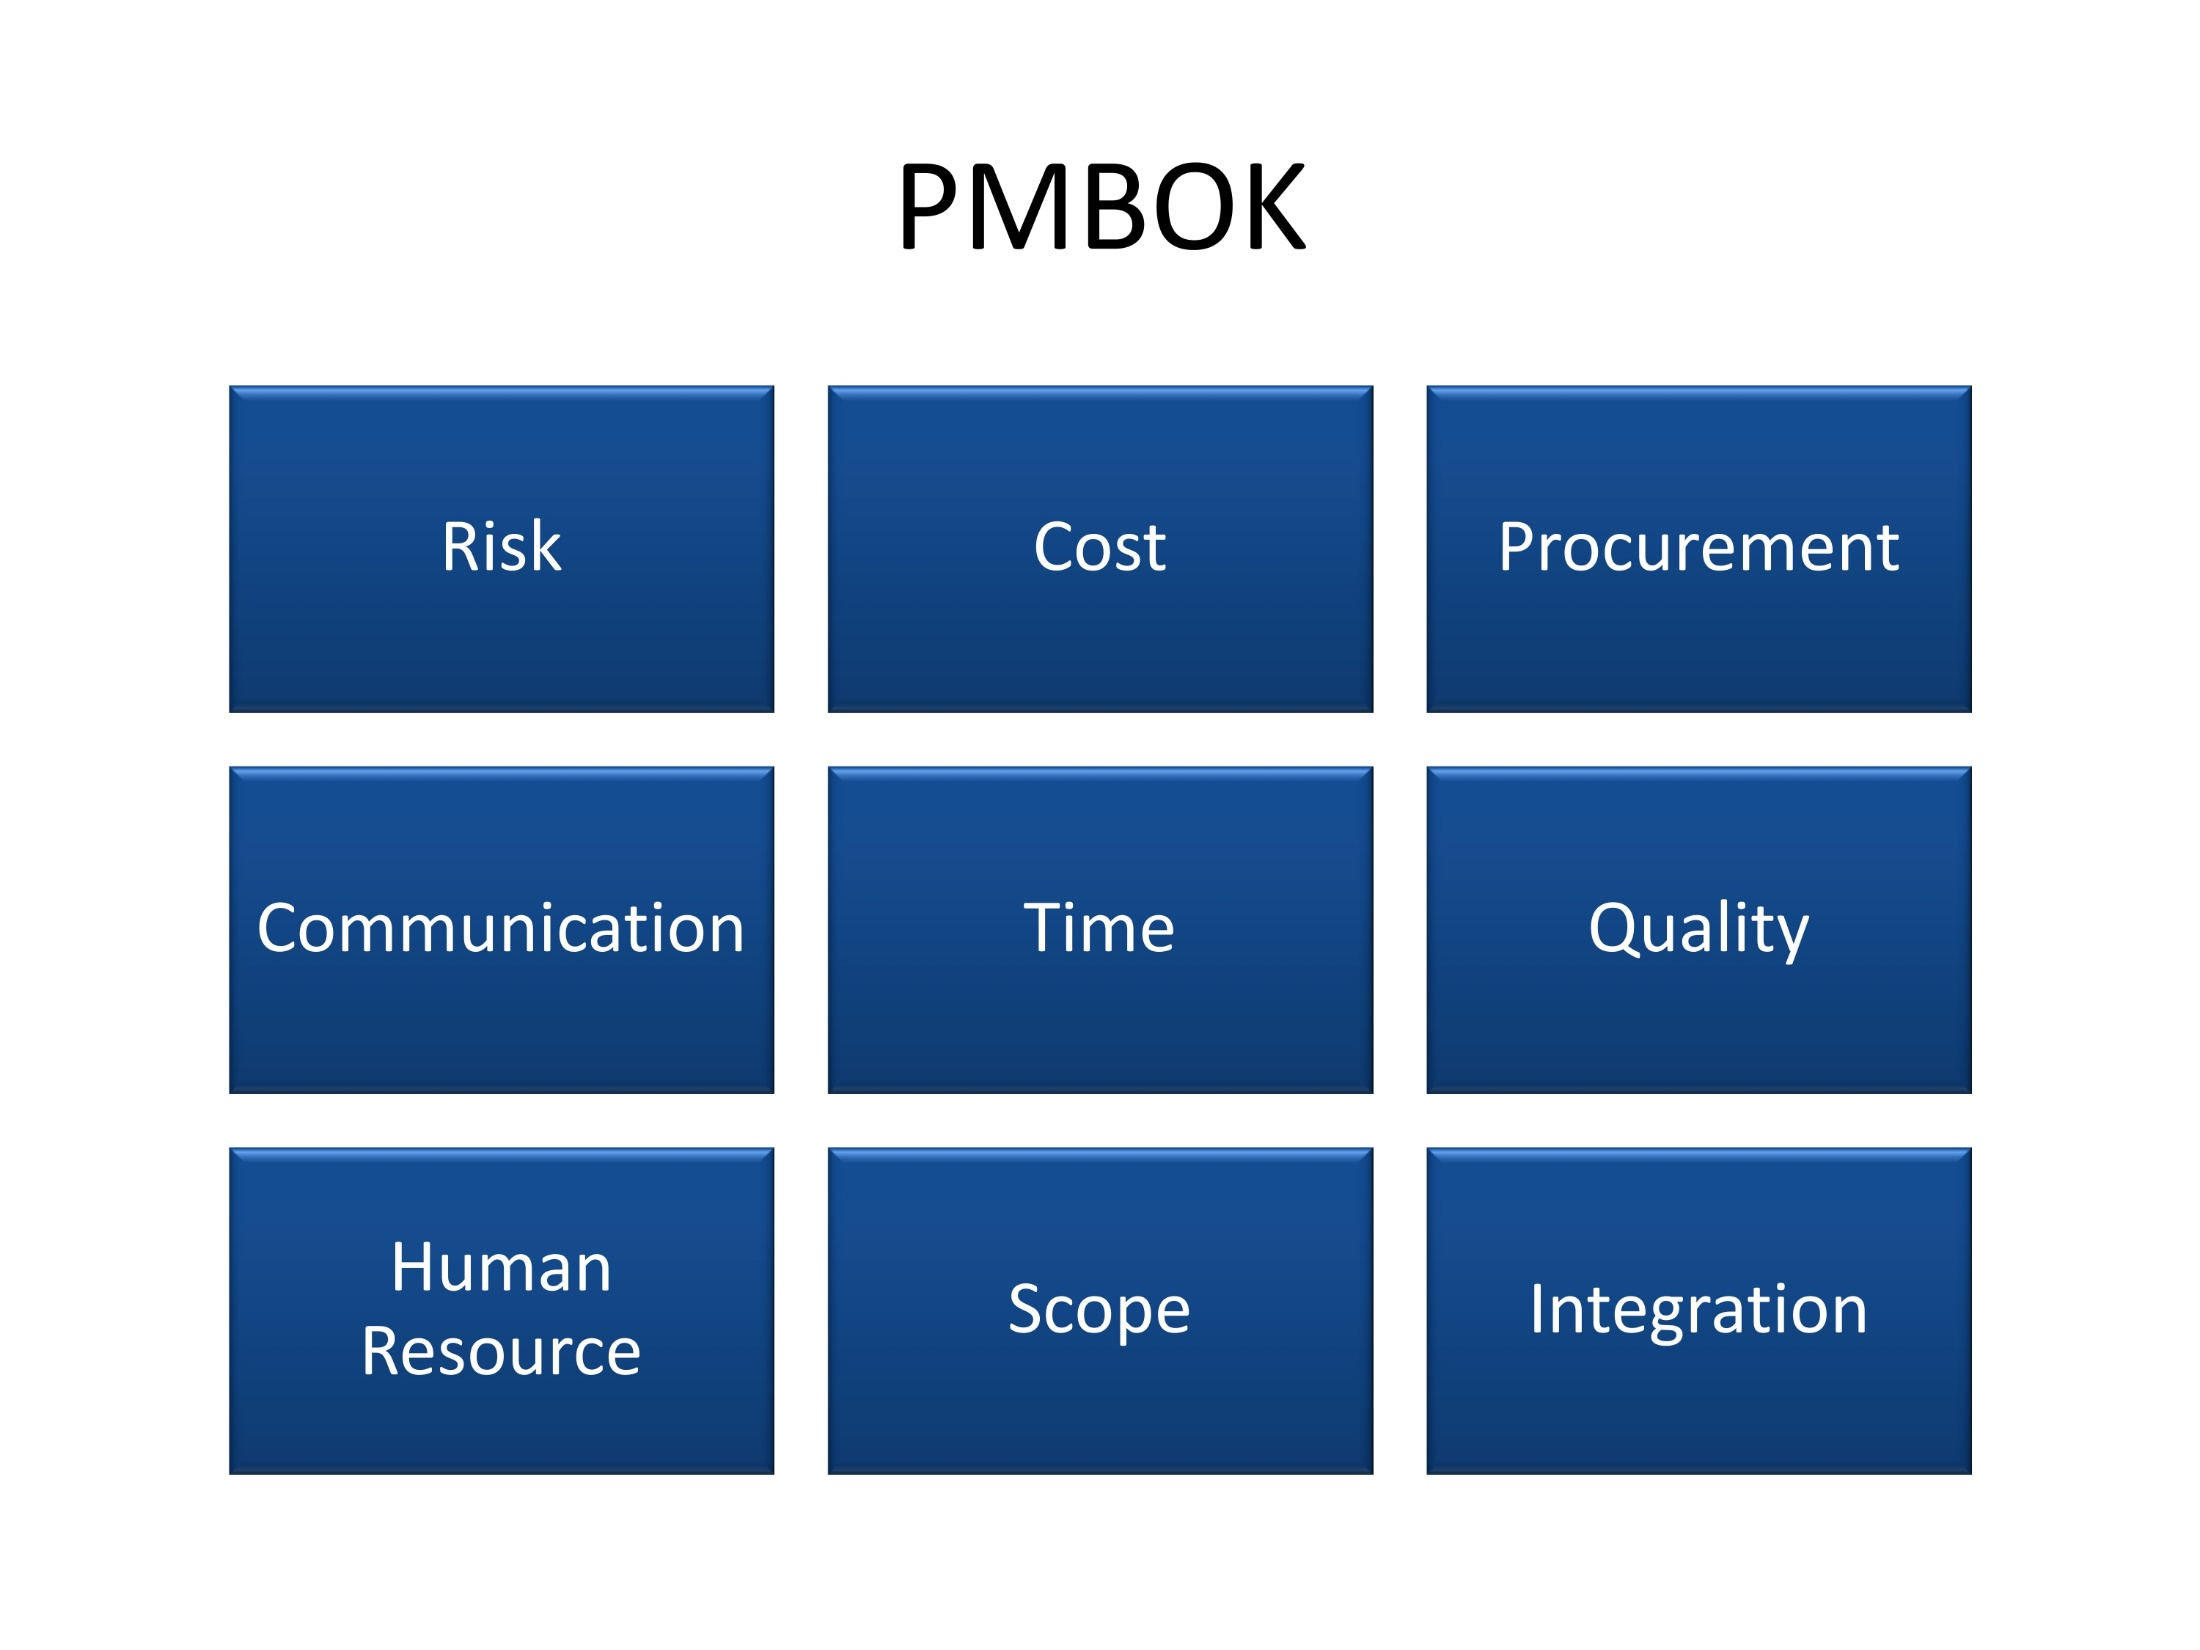 PMBOK
Risk
Cost
Procurement
Communication
Time
Quality
Human
Resource
Scope
Integration